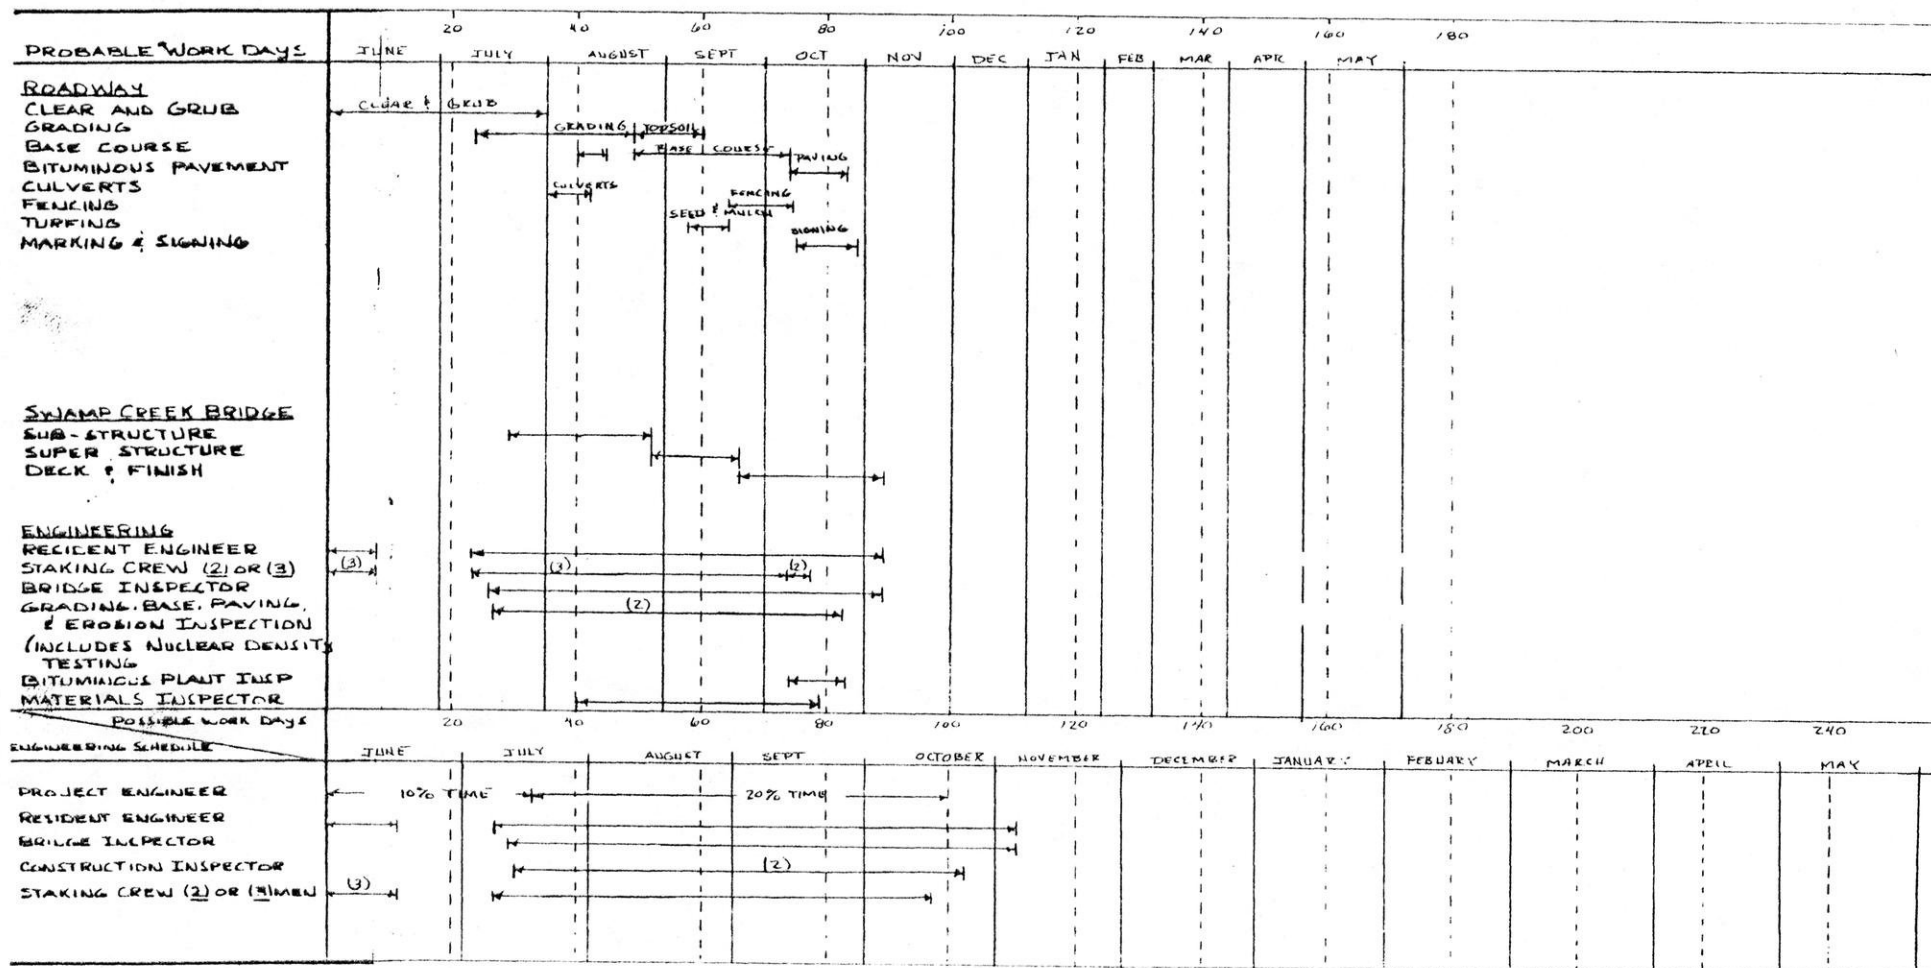 20 40 60 80 100 120 140 160 180
PROBABLE WORK DAYS JUNE JULY AUGUST SEPT OCT NOV DEC JAN FEB MAR APR MAY
ROADWAY
CLEAR AND GRUB CLEAR & GRUB
GRADING GRADING TOPSOIL
BASE COURSE BASE COURSE
BITUMINOUS PAVEMENT PAVING
CULVERTS CULVERTS
FENCING FENCING
TURFING SEED & MULCH
MARKING & SIGNING SIGNING
SWAMP CREEK BRIDGE
SUB-STRUCTURE
SUPER STRUCTURE
DECK & FINISH
ENGINEERING
RECIDENT ENGINEER
STAKING CREW (2) OR (3) (3) (3) (2)
BRIDGE INSPECTOR
GRADING, BASE, PAVING, (2)
& EROSION INSPECTION
(INCLUDES NUCLEAR DENSITY
TESTING
BITUMINOUS PLANT INSP
MATERIALS INSPECTOR
POSSIBLE WORK DAYS 20 40 60 80 100 120 140 160 180 200 220 240
ENGINEERING SCHEDULE JUNE JULY AUGUST SEPT OCTOBER NOVEMBER DECEMBER JANUARY FEBUARY MARCH APRIL MAY
PROJECT ENGINEER 10% TIME 20% TIME
RESIDENT ENGINEER
BRIDGE INSPECTOR
CONSTRUCTION INSPECTOR (2)
STAKING CREW (2) OR (3) MEN (3)